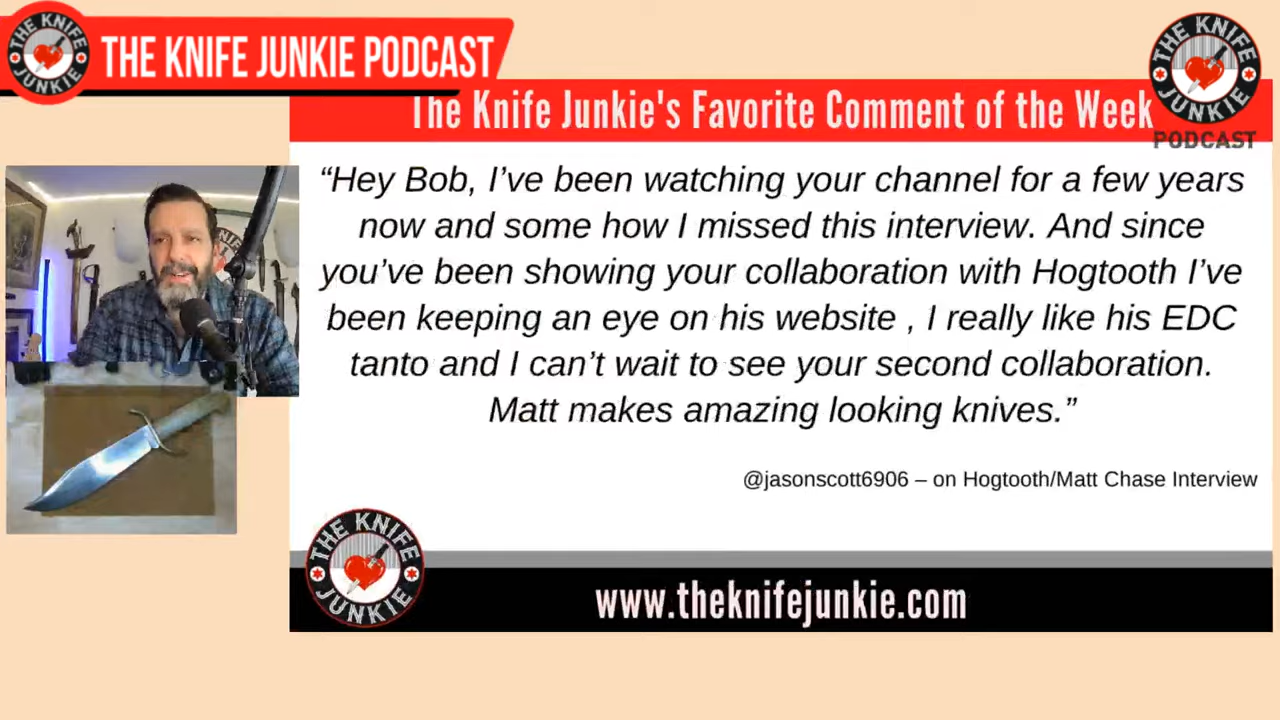 THE KNIFE JUNKIE
THE KNIFE JUNKIE PODCAST
THE KNIFE JUNKIE
PODCAST
The Knife Junkie's Favorite Comment of the Week
“Hey Bob, I’ve been watching your channel for a few years
now and some how I missed this interview. And since
you’ve been showing your collaboration with Hogtooth I’ve
been keeping an eye on his website , I really like his EDC
tanto and I can’t wait to see your second collaboration.
Matt makes amazing looking knives.”
@jasonscott6906 – on Hogtooth/Matt Chase Interview
THE KNIFE JUNKIE
www.theknifejunkie.com